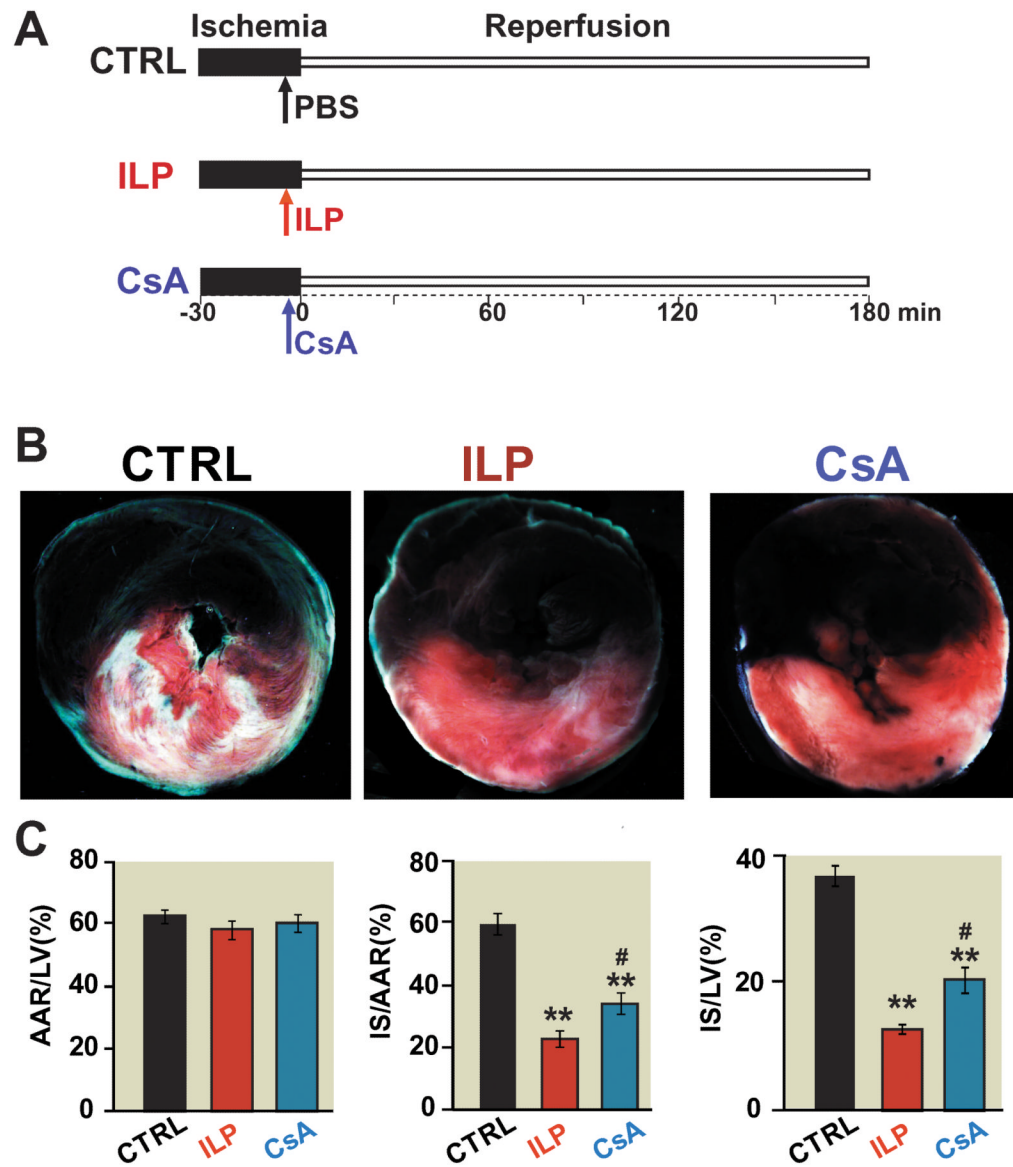 A
Ischemia Reperfusion
CTRL
PBS
ILP
ILP
CsA
-30 0 60 120 180 min
CsA
B
CTRL ILP CsA
C
AAR/LV(%)
80
60
40
20
0
CTRL ILP CsA
IS/AAR(%)
80
60
40
20
0
**
#
**
CTRL ILP CsA
IS/LV(%)
40
20
0
**
#
**
CTRL ILP CsA